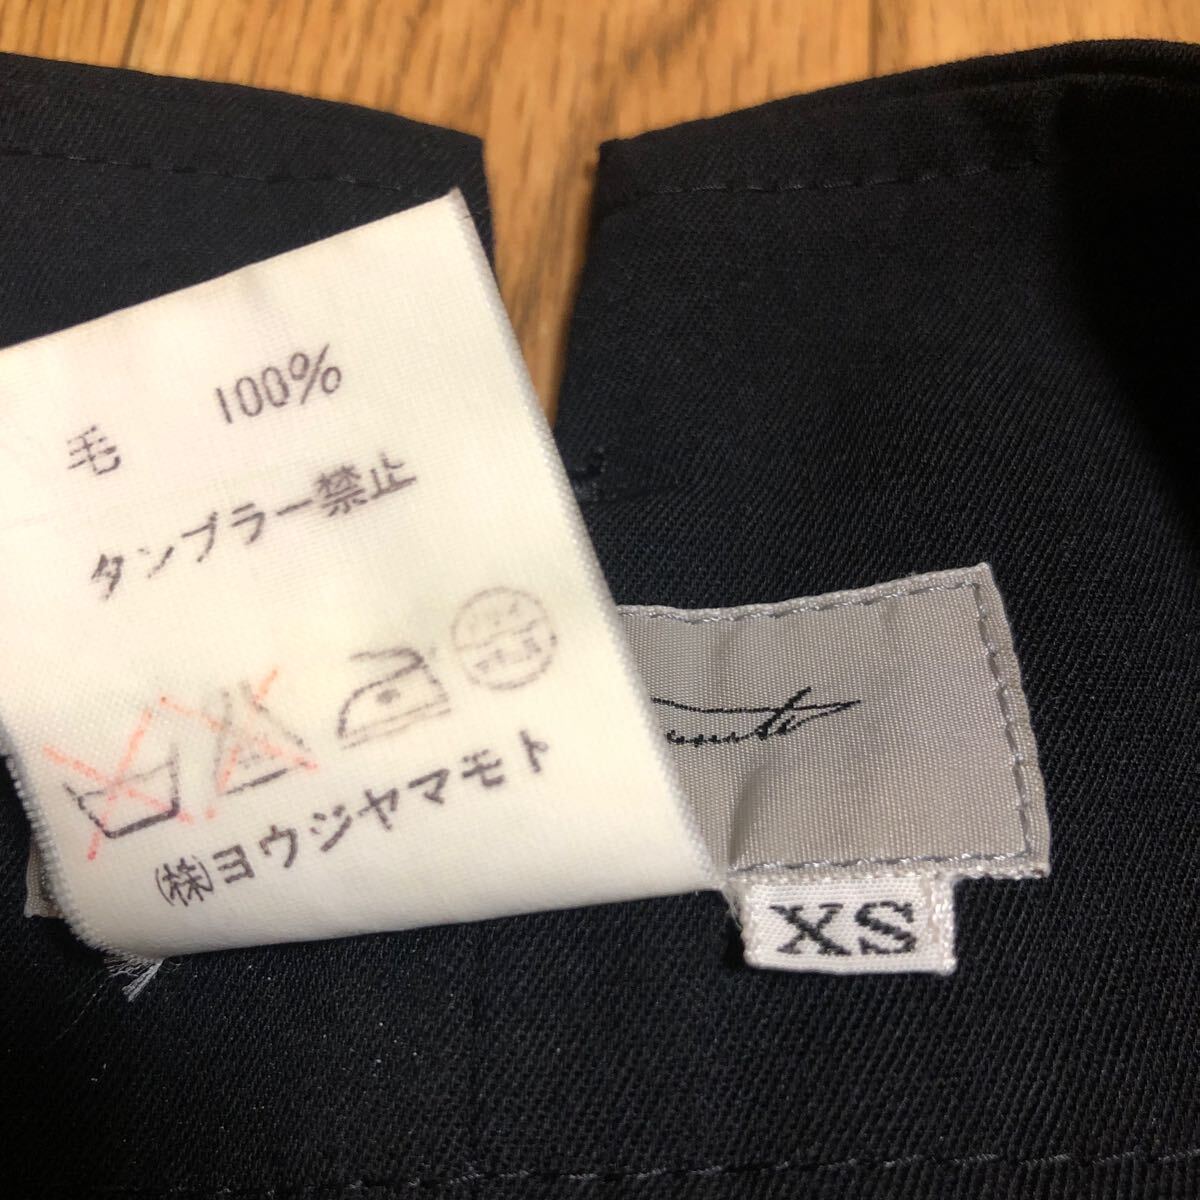 毛 100%
タンブラー禁止
㈱ヨウジヤマモト
XS